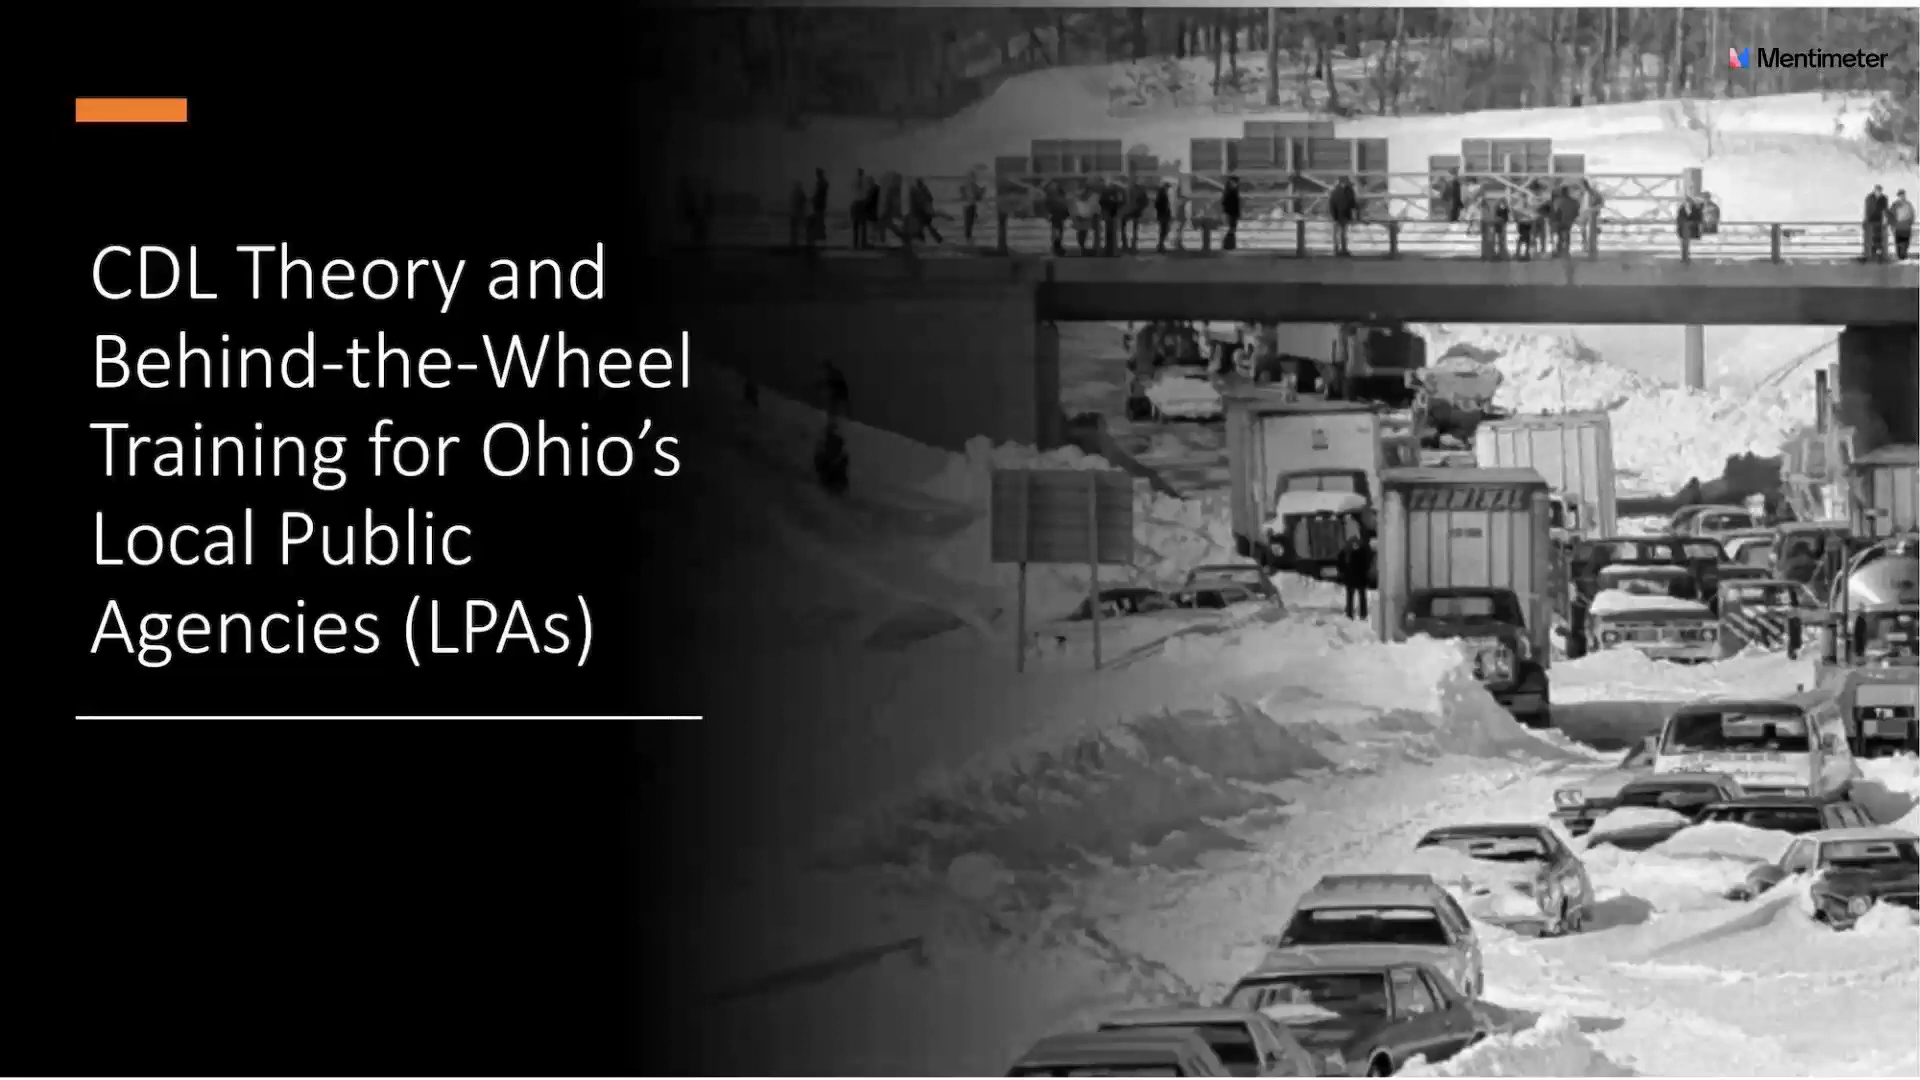 Mentimeter
CDL Theory and
Behind-the-Wheel
Training for Ohio’s
Local Public
Agencies (LPAs)